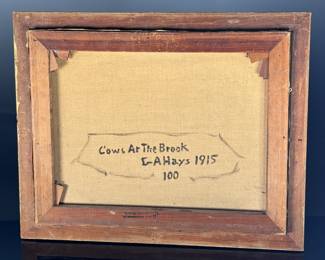 Cows At The Brook
E A Hays 1915
100